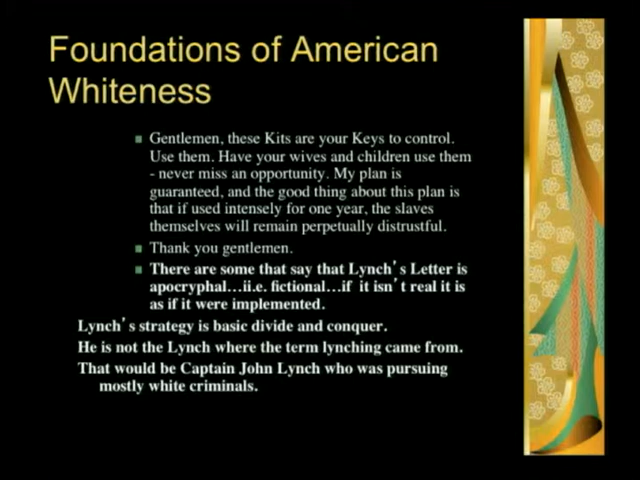 Foundations of American
Whiteness
Gentlemen, these Kits are your Keys to control.
Use them. Have your wives and children use them
- never miss an opportunity. My plan is
guaranteed, and the good thing about this plan is
that if used intensely for one year, the slaves
themselves will remain perpetually distrustful.
Thank you gentlemen.
There are some that say that Lynch’s Letter is
apocryphal…ii.e. fictional…if it isn’t real it is
as if it were implemented.
Lynch’s strategy is basic divide and conquer.
He is not the Lynch where the term lynching came from.
That would be Captain John Lynch who was pursuing
mostly white criminals.